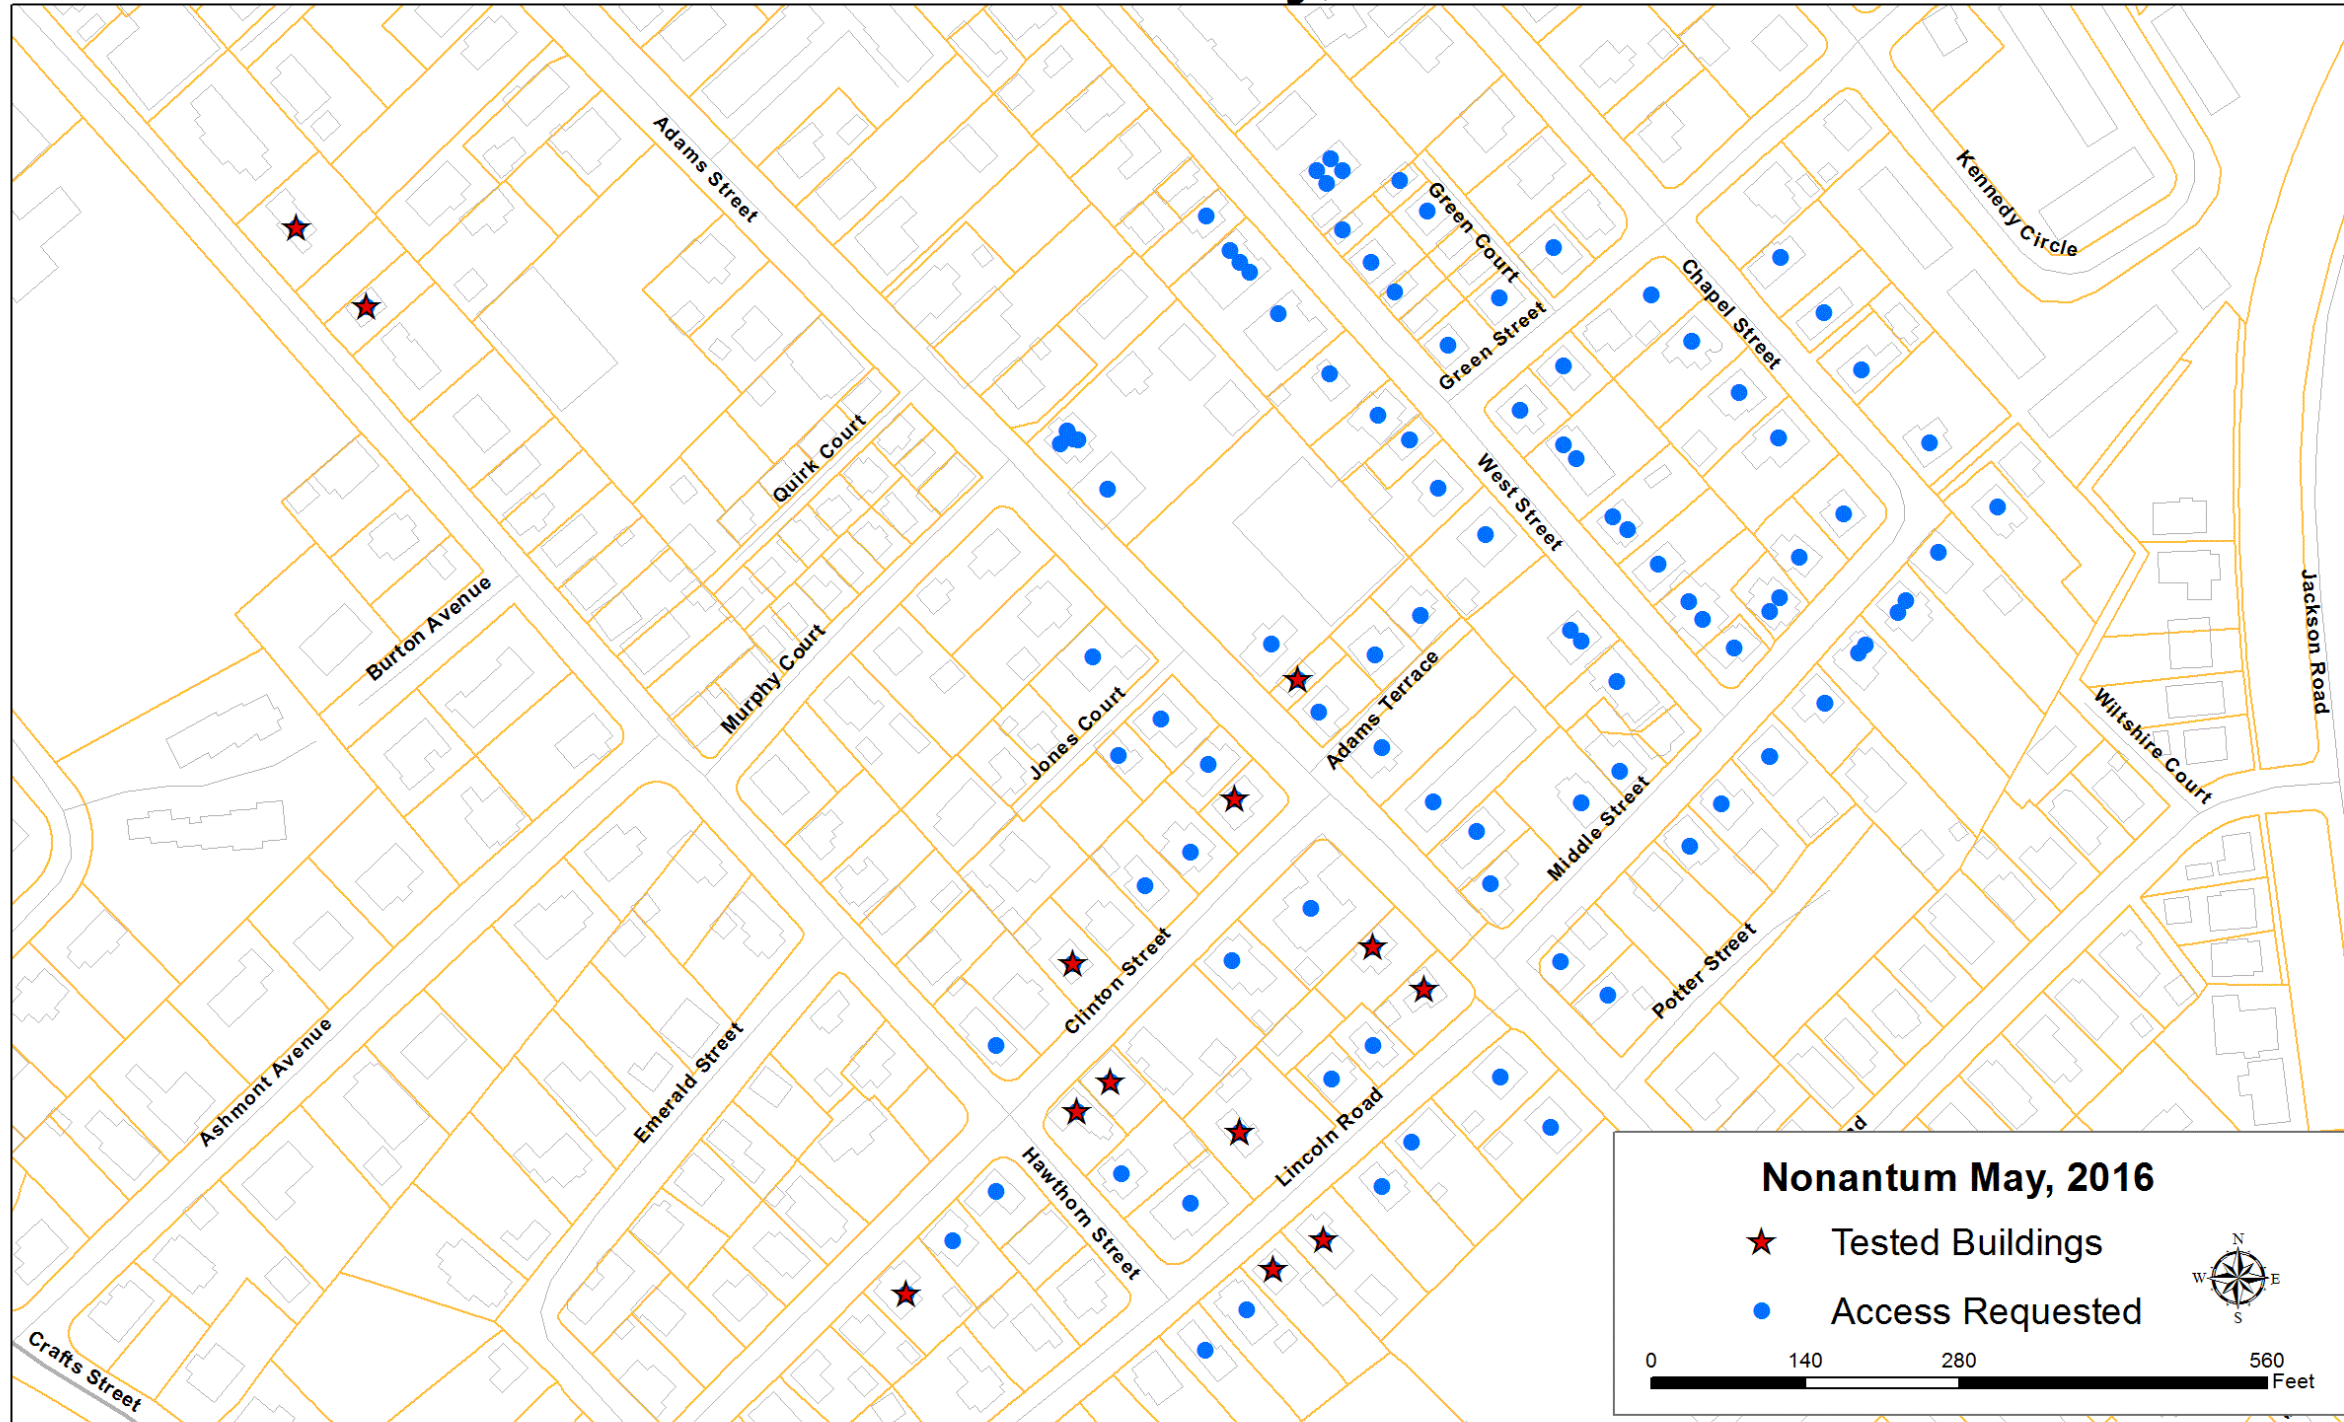 Adams Street
Green Court
Kennedy Circle
Chapel Street
Green Street
Quirk Court
West Street
Burton Avenue
Jackson Road
Murphy Court
Jones Court
Adams Terrace
Wiltshire Court
Middle Street
Clinton Street
Potter Street
Ashmont Avenue
Emerald Street
Lincoln Road
Hawthorn Street
Crafts Street
Nonantum May, 2016
Tested Buildings
Access Requested
N
W E
S
0 140 280 560
Feet